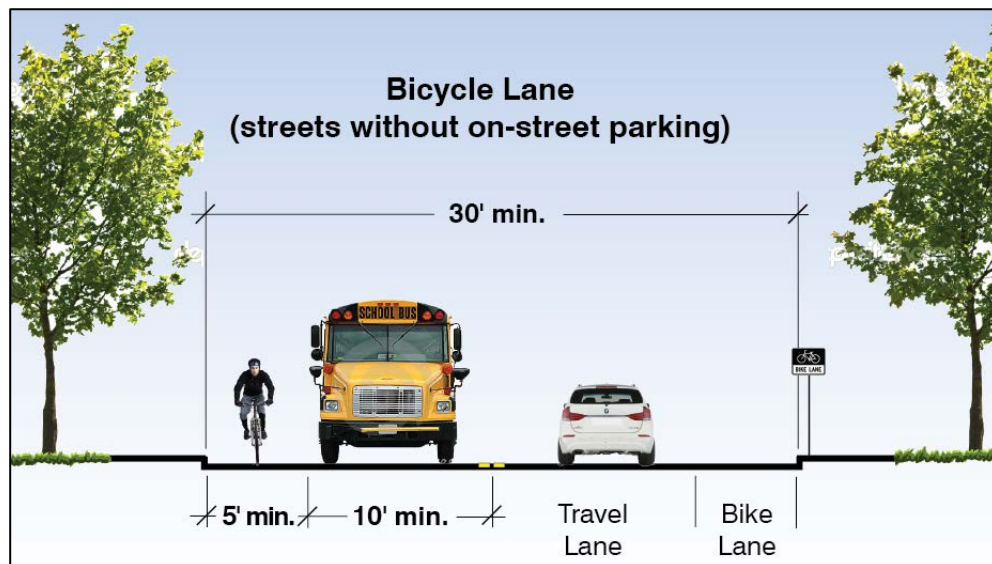 Bicycle Lane
(streets without on-street parking)
30' min.
SCHOOL BUS
BIKE LANE
5' min.
10' min.
Travel
Lane
Bike
Lane